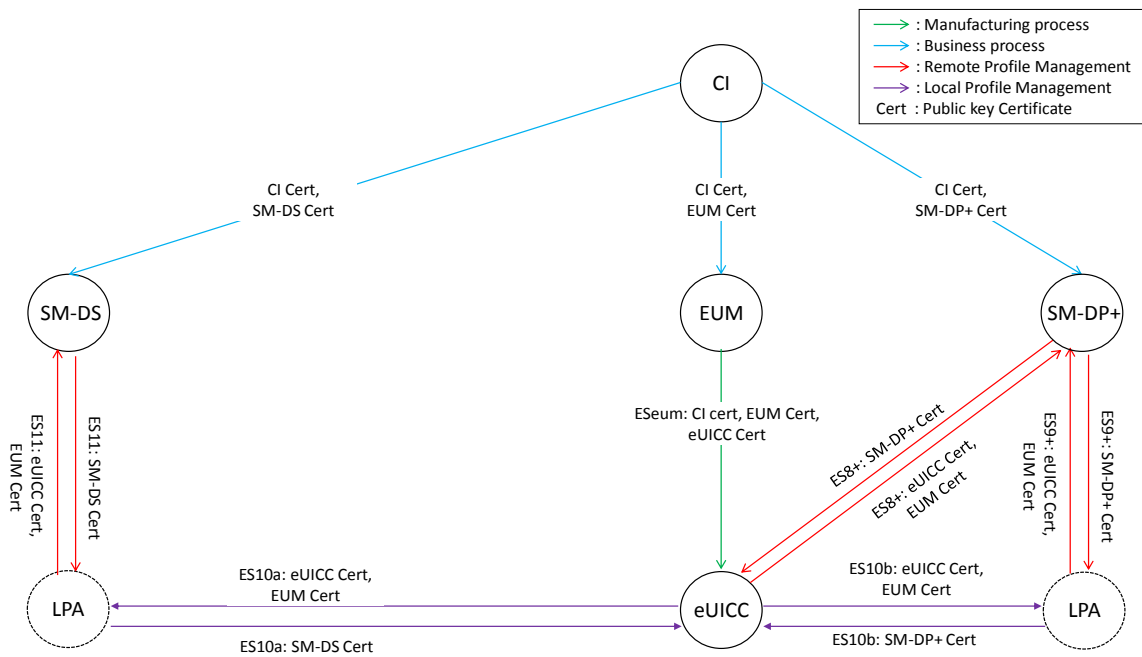 : Manufacturing process
: Business process
: Remote Profile Management
: Local Profile Management
Cert : Public key Certificate
CI
CI Cert,
SM-DS Cert
CI Cert,
EUM Cert
CI Cert,
SM-DP+ Cert
SM-DS
EUM
SM-DP+
ES11: eUICC Cert,
EUM Cert
ES11: SM-DS Cert
ESeum: CI cert, EUM Cert,
eUICC Cert
ES8+: SM-DP+ Cert
ES8+: eUICC Cert,
EUM Cert
ES9+: eUICC Cert,
EUM Cert
ES9+: SM-DP+ Cert
LPA
ES10a: eUICC Cert,
EUM Cert
ES10a: SM-DS Cert
eUICC
ES10b: eUICC Cert,
EUM Cert
ES10b: SM-DP+ Cert
LPA